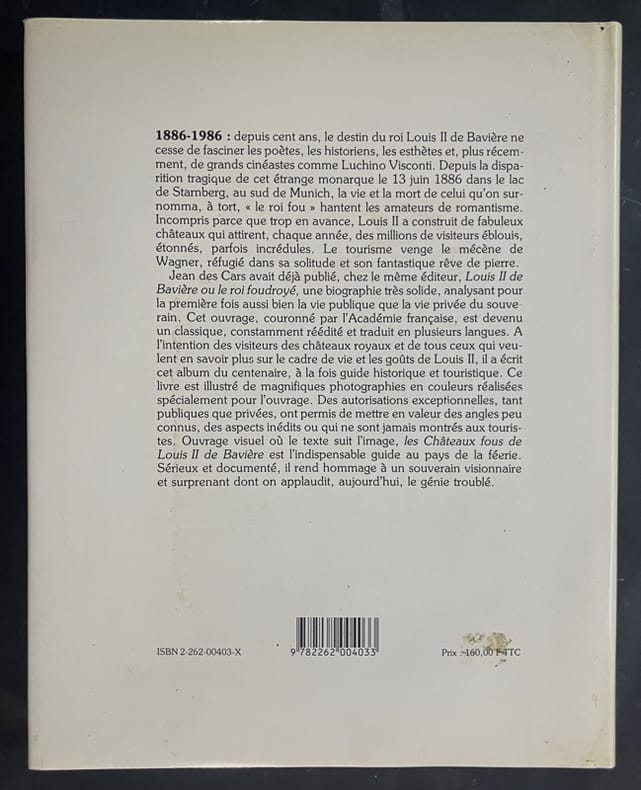 1886-1986 : depuis cent ans, le destin du roi Louis II de Bavière ne
cesse de fasciner les poètes, les historiens, les esthètes et, plus récem-
ment, de grands cinéastes comme Luchino Visconti. Depuis la dispa-
rition tragique de cet étrange monarque le 13 juin 1886 dans le lac
de Starnberg, au sud de Munich, la vie et la mort de celui qu'on sur-
nomma, à tort, « le roi fou » hantent les amateurs de romantisme.
Incompris parce que trop en avance, Louis II a construit de fabuleux
châteaux qui attirent, chaque année, des millions de visiteurs éblouis,
étonnés, parfois incrédules. Le tourisme venge le mécène de
Wagner, réfugié dans sa solitude et son fantastique rêve de pierre.
Jean des Cars avait déjà publié, chez le même éditeur, Louis II de
Bavière ou le roi foudroyé, une biographie très solide, analysant pour
la première fois aussi bien la vie publique que la vie privée du souve-
rain. Cet ouvrage, couronné par l'Académie française, est devenu
un classique, constamment réédité et traduit en plusieurs langues. A
l'intention des visiteurs des châteaux royaux et de tous ceux qui veu-
lent en savoir plus sur le cadre de vie et les goûts de Louis II, il a écrit
cet album du centenaire, à la fois guide historique et touristique. Ce
livre est illustré de magnifiques photographies en couleurs réalisées
spécialement pour l'ouvrage. Des autorisations exceptionnelles, tant
publiques que privées, ont permis de mettre en valeur des angles peu
connus, des aspects inédits ou qui ne sont jamais montrés aux touris-
tes. Ouvrage visuel où le texte suit l'image, les Châteaux fous de
Louis II de Bavière est l'indispensable guide au pays de la féerie.
Sérieux et documenté, il rend hommage à un souverain visionnaire
et surprenant dont on applaudit, aujourd'hui, le génie troublé.
ISBN 2-262-00403-X
9 782262 004033
Prix : 160,00 F TTC